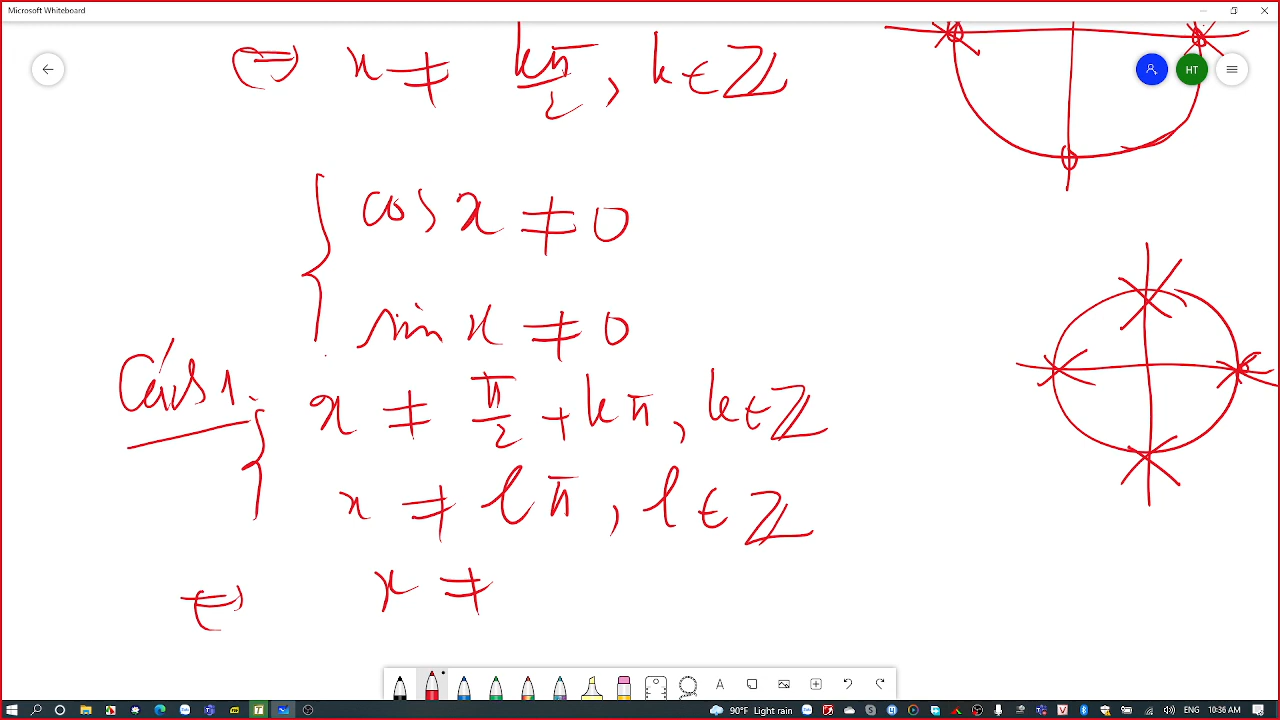 Microsoft Whiteboard
⇔ x ≠ kπ/2, k ∈ ℤ
HT
{ cos x ≠ 0
sin x ≠ 0
Cách 1: { x ≠ π/2 + kπ, k ∈ ℤ
x ≠ lπ, l ∈ ℤ
⇔ x ≠
90°F Light rain
ENG
10:36 AM